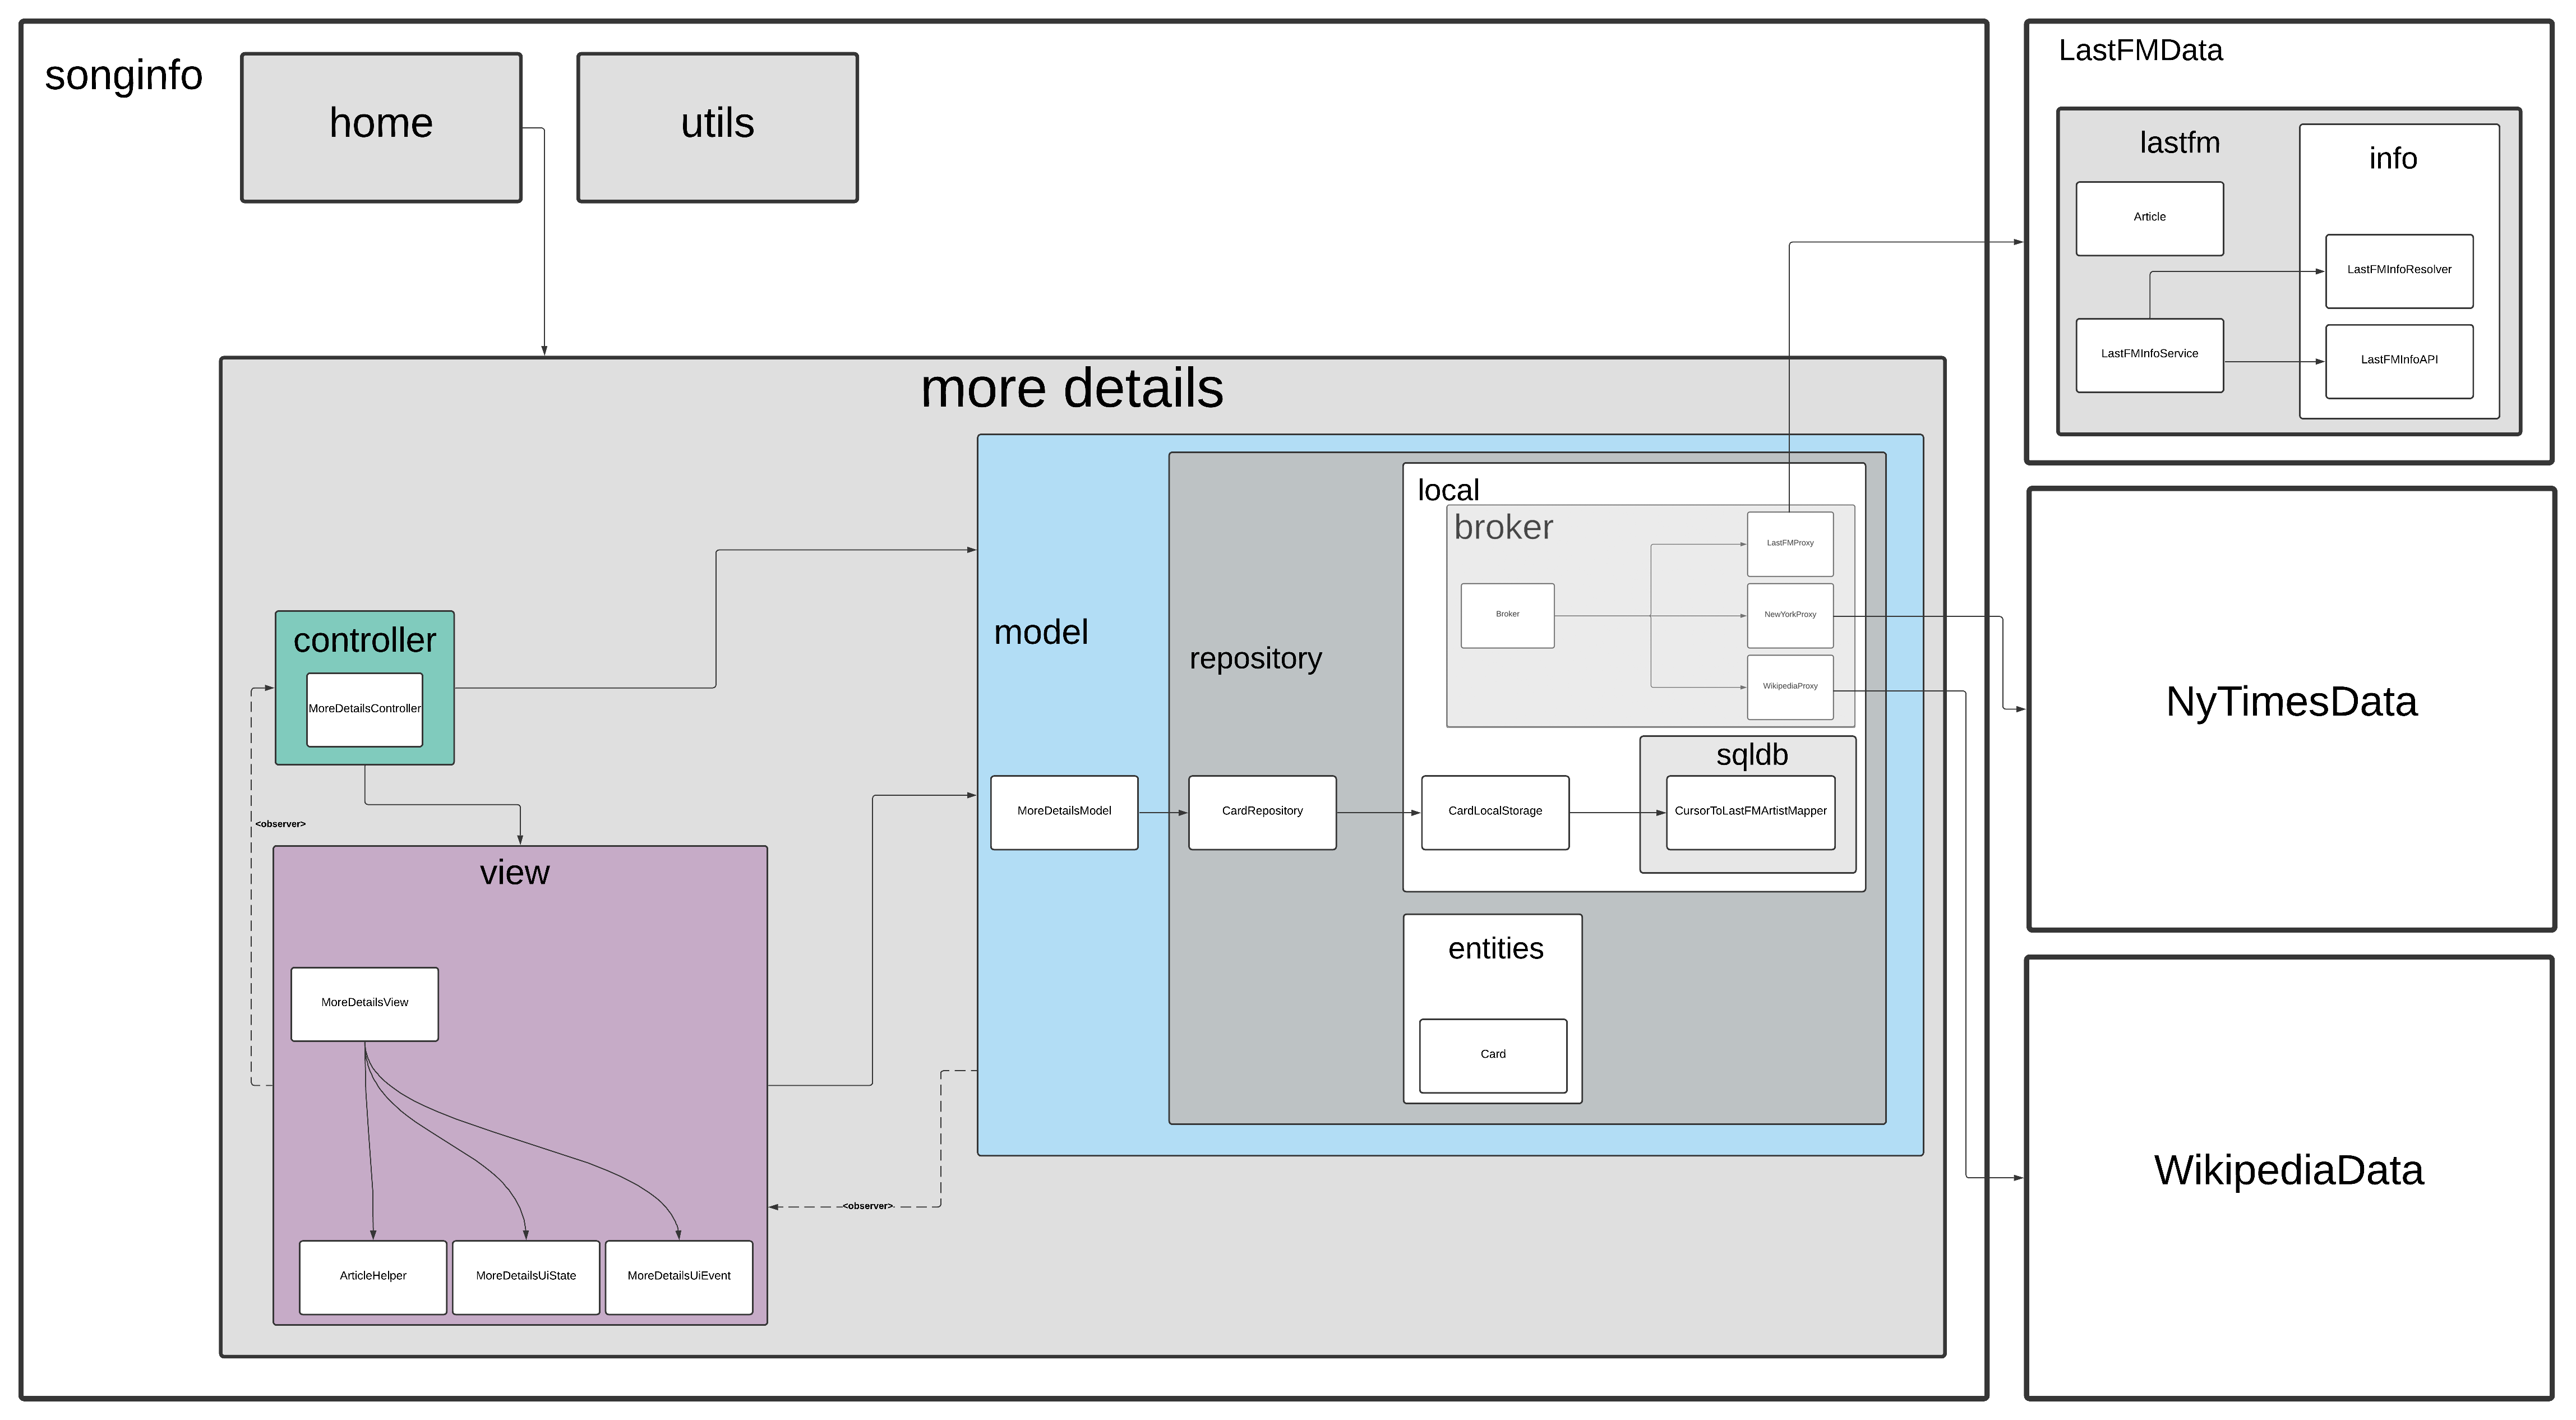 songinfo
home
utils
LastFMData
lastfm
info
Article
LastFMInfoResolver
LastFMInfoService
LastFMInfoAPI
more details
local
broker
LastFMProxy
Broker
NewYorkProxy
WikipediaProxy
model
repository
controller
MoreDetailsController
<observer>
sqldb
MoreDetailsModel
CardRepository
CardLocalStorage
CursorToLastFMArtistMapper
view
entities
MoreDetailsView
Card
<observer>
ArticleHelper
MoreDetailsUiState
MoreDetailsUiEvent
NyTimesData
WikipediaData